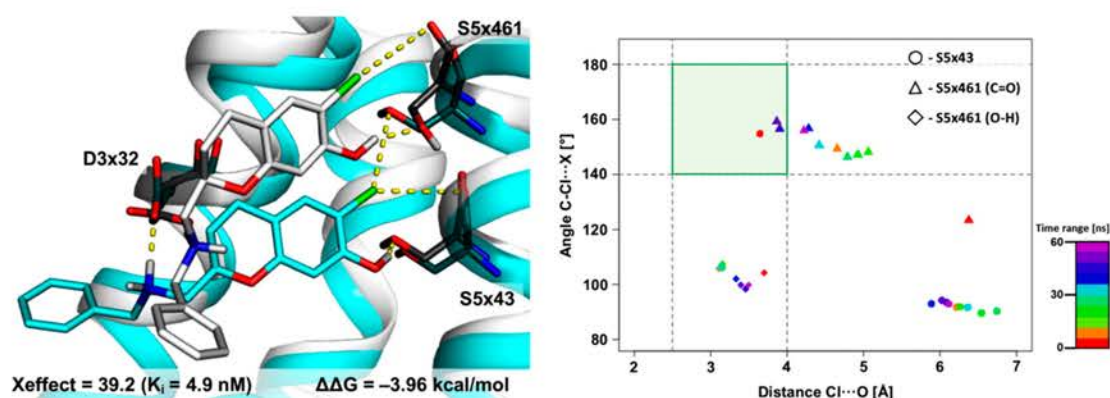 S5x461
D3x32
S5x43
Xeffect = 39.2 (Kᵢ = 4.9 nM) ΔΔG = –3.96 kcal/mol
Angle C-Cl···X [°]
180
160
140
120
100
80
2 3 4 5 6 7
Distance Cl···O [Å]
○ - S5x43
△ - S5x461 (C=O)
◇ - S5x461 (O-H)
Time range [ns]
60
30
0